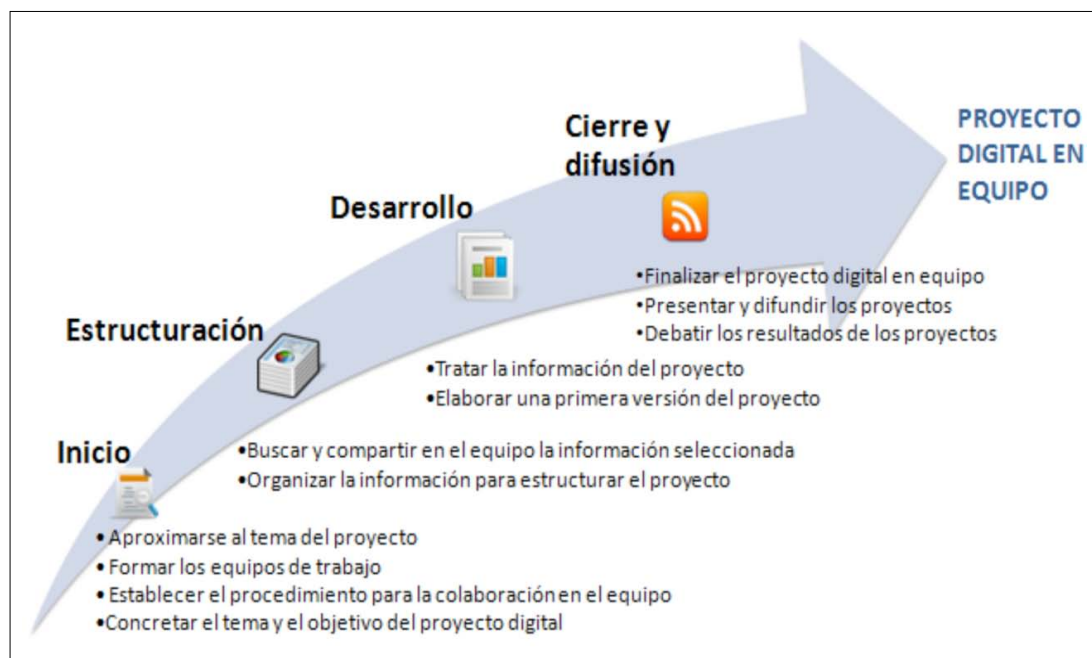 Inicio
• Aproximarse al tema del proyecto
• Formar los equipos de trabajo
• Establecer el procedimiento para la colaboración en el equipo
• Concretar el tema y el objetivo del proyecto digital
Estructuración
• Buscar y compartir en el equipo la información seleccionada
• Organizar la información para estructurar el proyecto
Desarrollo
• Tratar la información del proyecto
• Elaborar una primera versión del proyecto
Cierre y
difusión
• Finalizar el proyecto digital en equipo
• Presentar y difundir los proyectos
• Debatir los resultados de los proyectos
PROYECTO
DIGITAL EN
EQUIPO